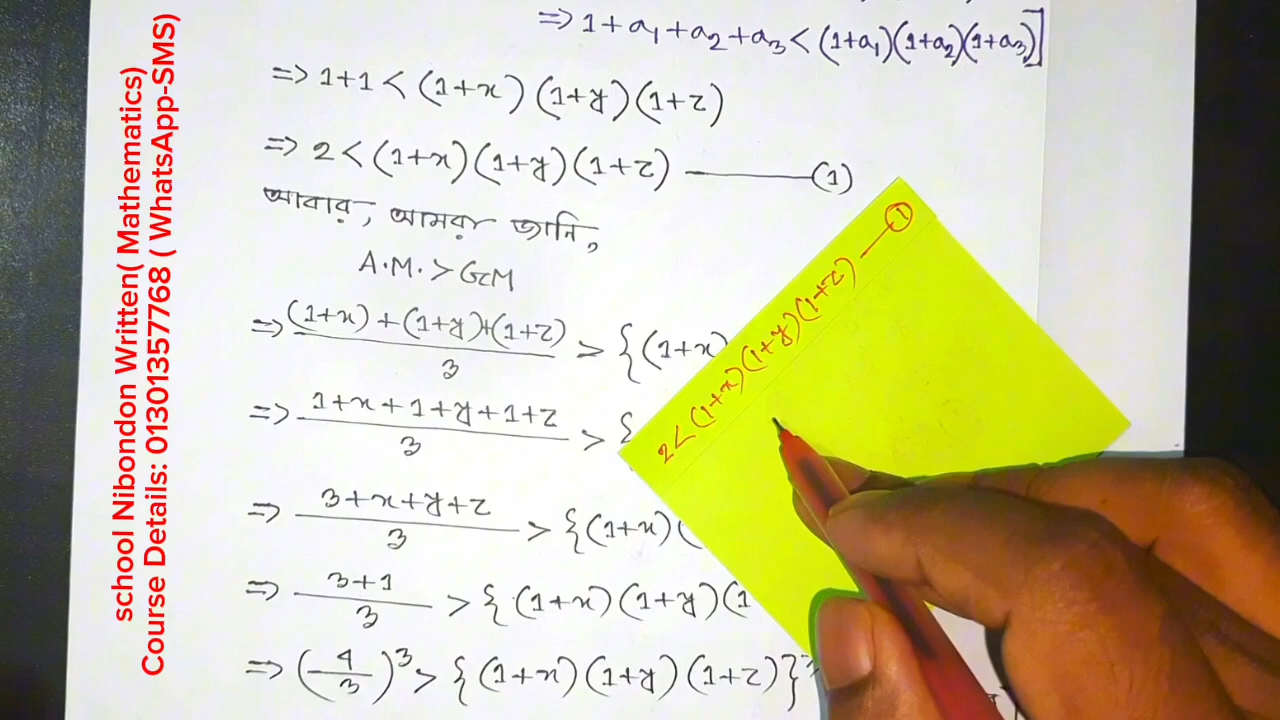 school Nibondon Written( Mathematics)
Course Details: 01301357768 ( WhatsApp-SMS)
=> 1+a₁+a₂+a₃ < (1+a₁)(1+a₂)(1+a₃)]
=> 1+1 < (1+x) (1+y) (1+z)
=> 2 < (1+x) (1+y) (1+z) —— (1)
আবার, আমরা জানি,
A.M. > G.M
=> (1+x) + (1+y)+(1+z) / 3 > {(1+x)
=> 1+x+1+y+1+z / 3 > {
=> 3+x+y+z / 3 > {(1+x) (
=> 3+1 / 3 > {(1+x) (1+y) (1
=> (4/3)³ > {(1+x) (1+y) (1+z)}
2 < (1+x) (1+y) (1+z) — (1)